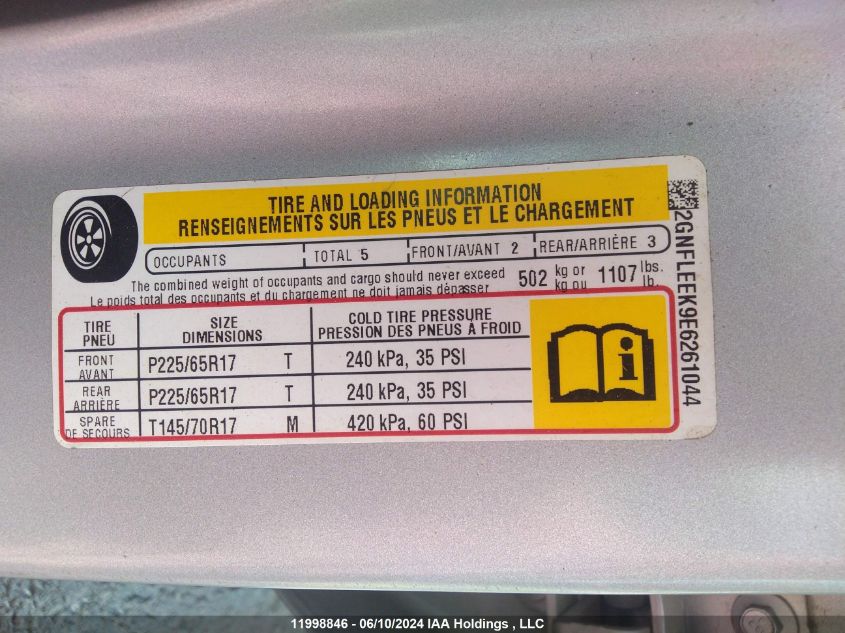 TIRE AND LOADING INFORMATION
RENSEIGNEMENTS SUR LES PNEUS ET LE CHARGEMENT
OCCUPANTS TOTAL 5 FRONT/AVANT 2 REAR/ARRIÈRE 3
The combined weight of occupants and cargo should never exceed 502 kg or 1107 lbs.
Le poids total des occupants et du chargement ne doit jamais dépasser kg ou lb.
TIRE SIZE COLD TIRE PRESSURE
PNEU DIMENSIONS PRESSION DES PNEUS À FROID
FRONT
AVANT P225/65R17 T 240 kPa, 35 PSI
REAR
ARRIÈRE P225/65R17 T 240 kPa, 35 PSI
SPARE
DE SECOURS T145/70R17 M 420 kPa, 60 PSI
2GNFLEEK9E6261044
11998846 - 06/10/2024 IAA Holdings , LLC